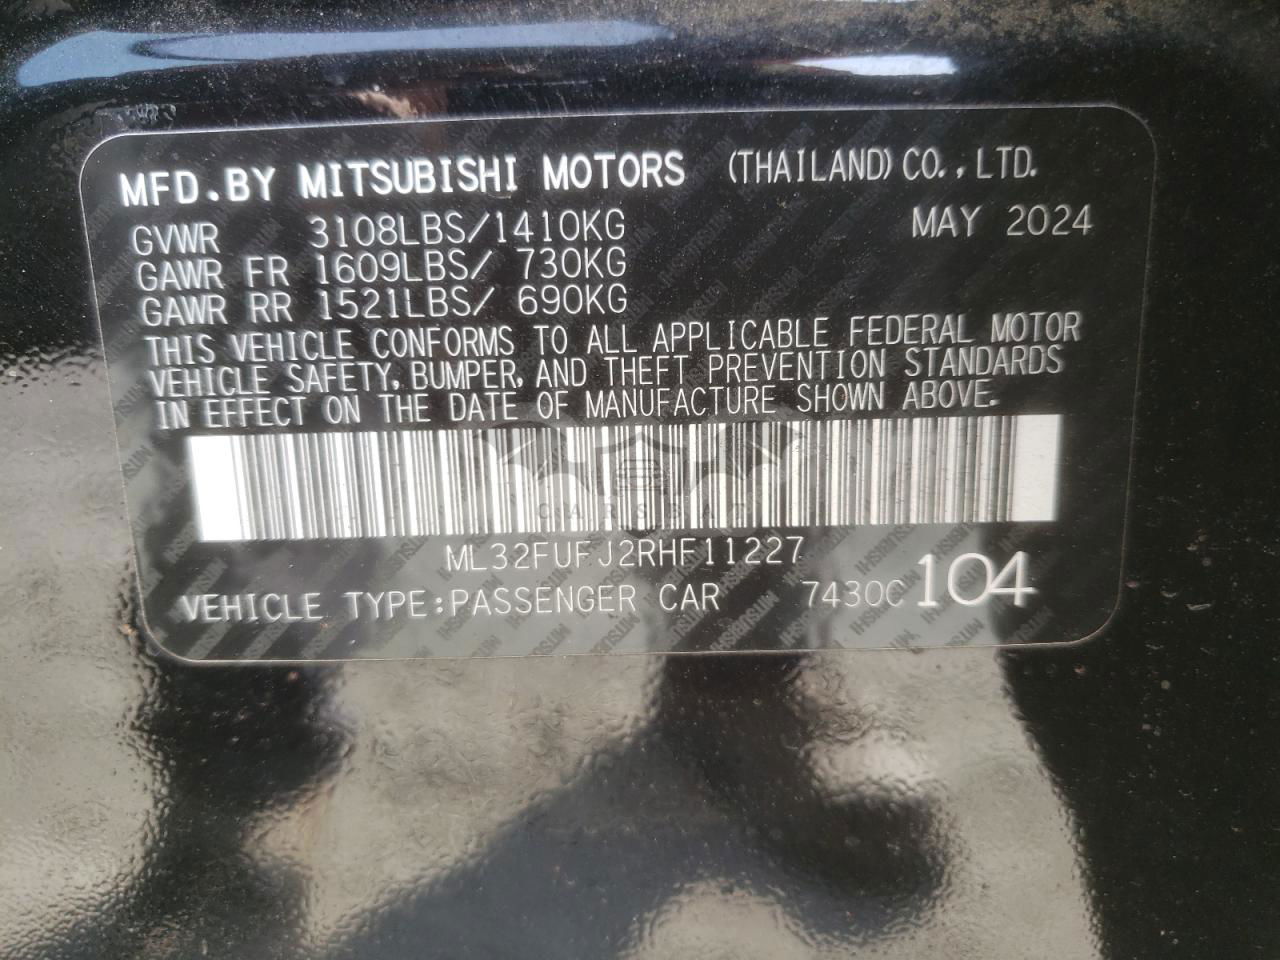 MFD.BY MITSUBISHI MOTORS (THAILAND) CO.,LTD.
GVWR 3108LBS/1410KG MAY 2024
GAWR FR 1609LBS/ 730KG
GAWR RR 1521LBS/ 690KG
THIS VEHICLE CONFORMS TO ALL APPLICABLE FEDERAL MOTOR
VEHICLE SAFETY, BUMPER, AND THEFT PREVENTION STANDARDS
IN EFFECT ON THE DATE OF MANUFACTURE SHOWN ABOVE.
CARSBAT
ML32FUFJ2RHF11227
VEHICLE TYPE:PASSENGER CAR 7430C 104